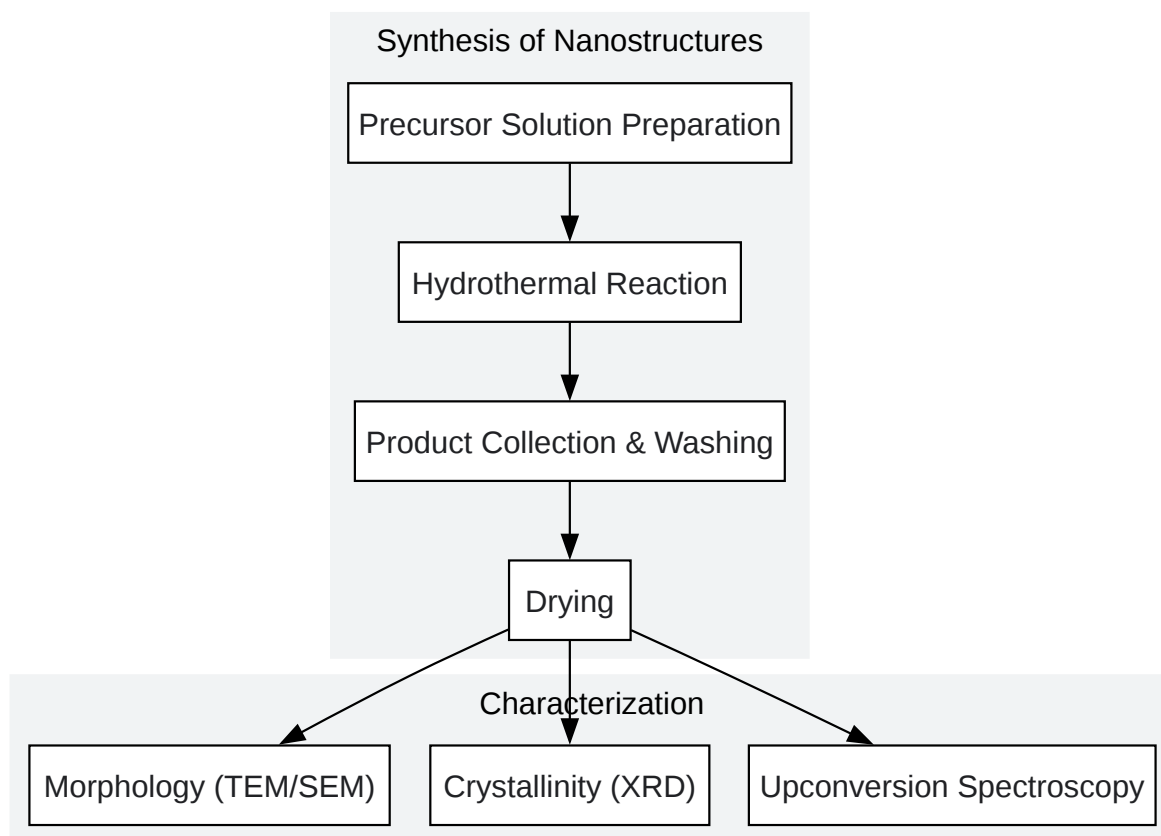 Synthesis of Nanostructures
Precursor Solution Preparation
Hydrothermal Reaction
Product Collection & Washing
Drying
Characterization
Morphology (TEM/SEM)
Crystallinity (XRD)
Upconversion Spectroscopy